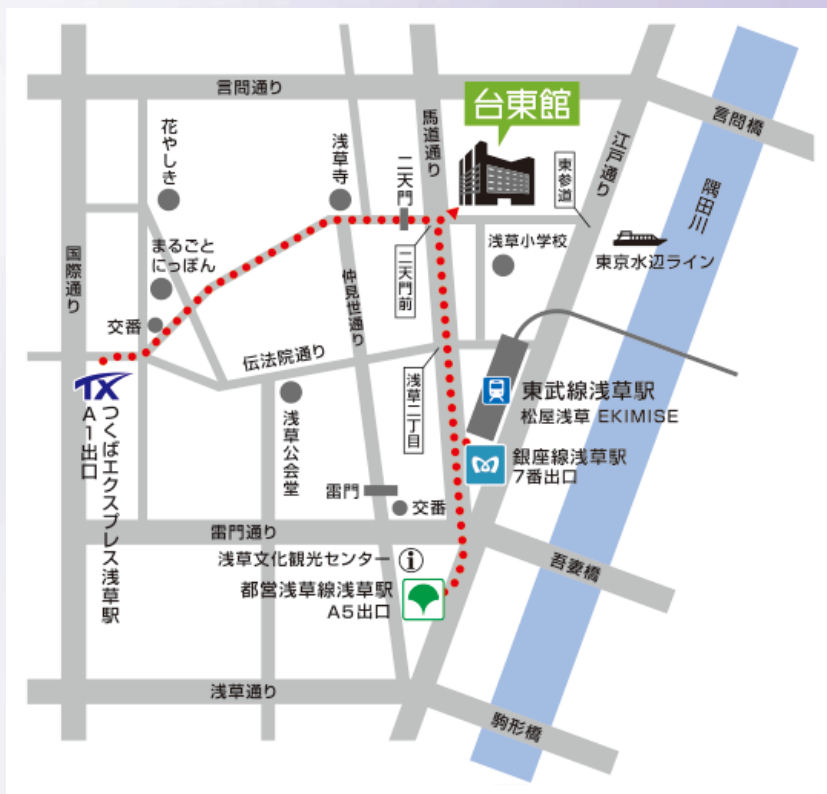 言問通り
台東館
言問橋
花やしき
浅草寺
二天門
馬道通り
東参道
江戸通り
隅田川
国際通り
まるごと
にっぽん
仲見世通り
二天門前
浅草小学校
東京水辺ライン
交番
伝法院通り
浅草二丁目
東武線浅草駅
松屋浅草 EKIMISE
TX
つくばエクスプレス浅草駅
A1出口
浅草公会堂
銀座線浅草駅
7番出口
雷門
交番
雷門通り
浅草文化観光センター
i
都営浅草線浅草駅
A5出口
吾妻橋
浅草通り
駒形橋